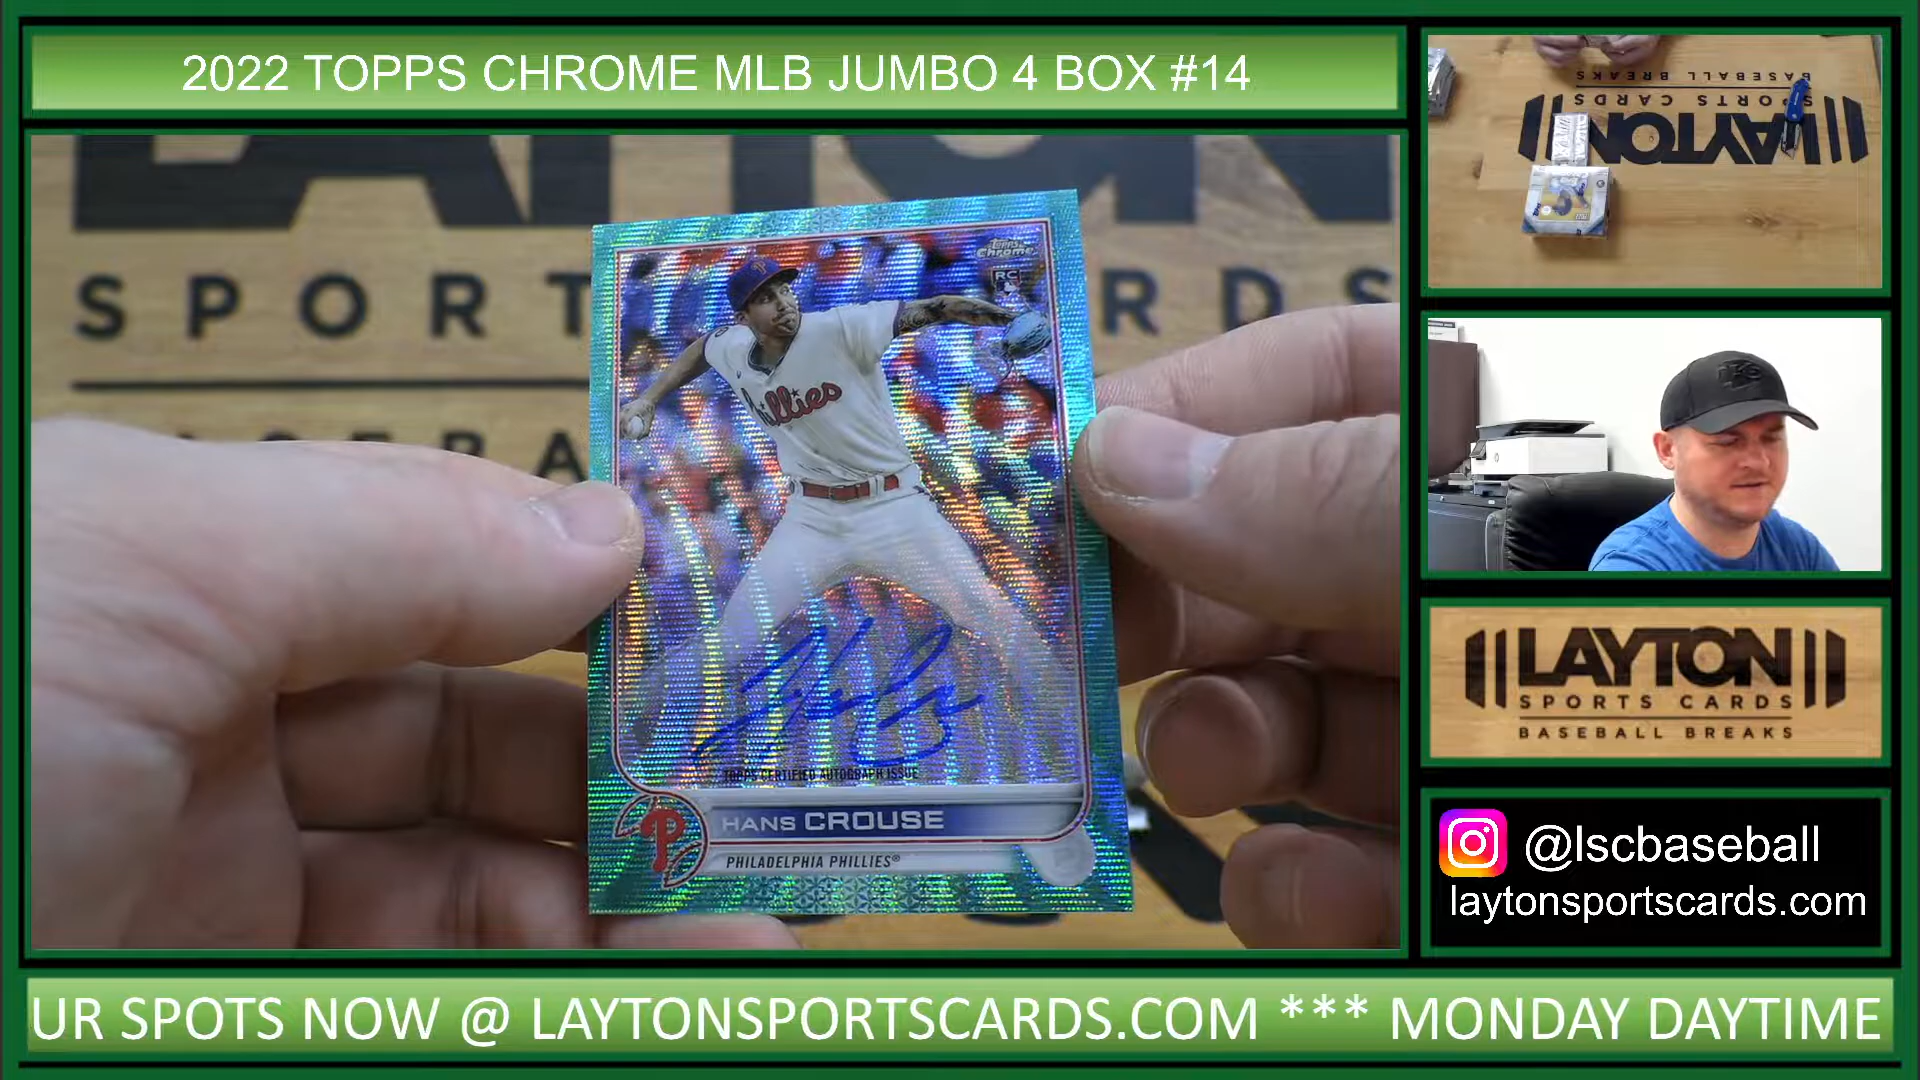 2022 TOPPS CHROME MLB JUMBO 4 BOX #14
SPORTS CARDS
Topps
Chrome
RC
Phillies
TOPPS CERTIFIED AUTOGRAPH ISSUE
HANS CROUSE
PHILADELPHIA PHILLIES®
BASEBALL BREAKS
SPORTS CARDS
LAYTON
LAYTON
SPORTS CARDS
BASEBALL BREAKS
@lscbaseball
laytonsportscards.com
UR SPOTS NOW @ LAYTONSPORTSCARDS.COM *** MONDAY DAYTIME